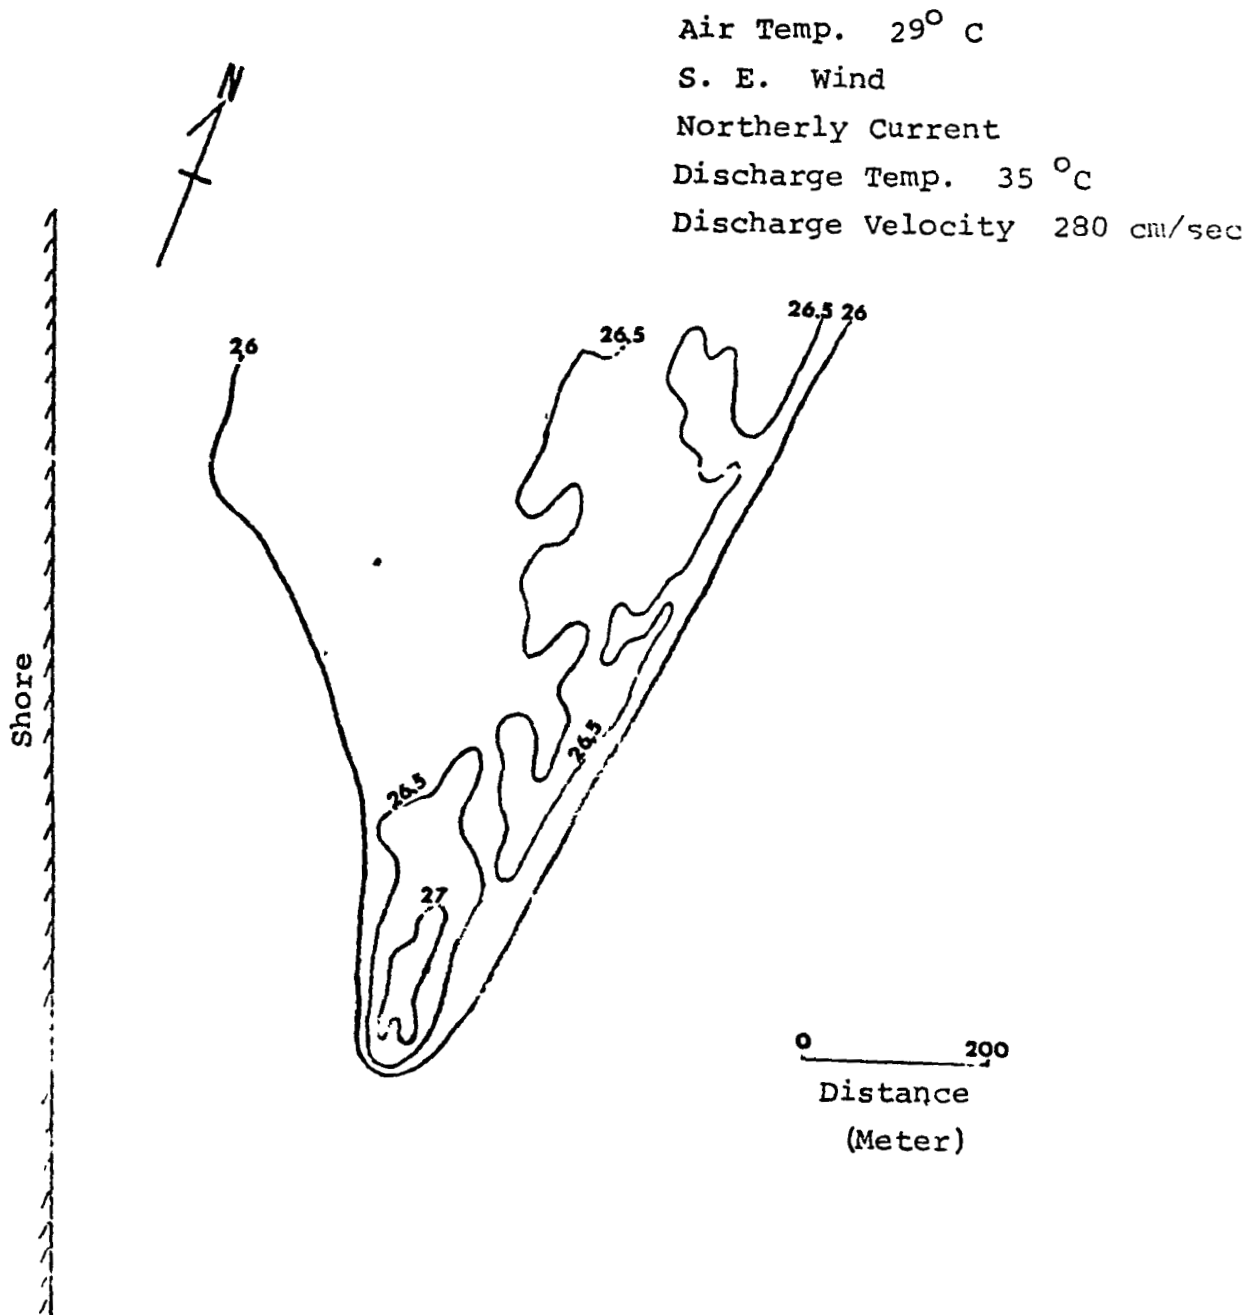 Air Temp. 29° C
S. E. Wind
Northerly Current
Discharge Temp. 35 °C
Discharge Velocity 280 cm/sec
N
26.5 26
26.5
26
Shore
26.5
26.5
27
0 200
Distance
(Meter)